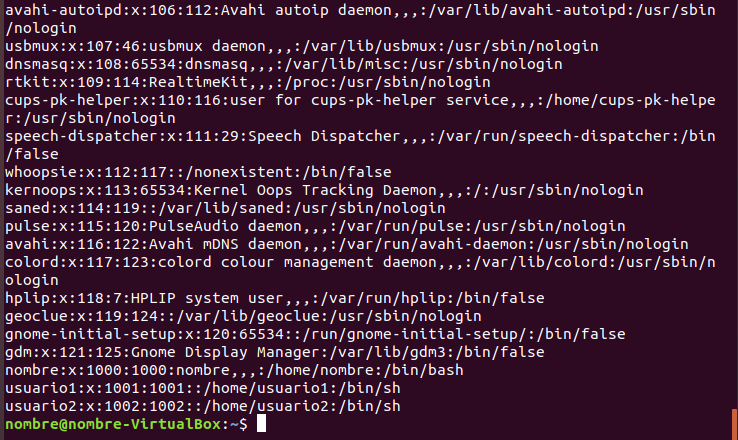 avahi-autoipd:x:106:112:Avahi autoip daemon,,,:/var/lib/avahi-autoipd:/usr/sbin
/nologin
usbmux:x:107:46:usbmux daemon,,,:/var/lib/usbmux:/usr/sbin/nologin
dnsmasq:x:108:65534:dnsmasq,,,:/var/lib/misc:/usr/sbin/nologin
rtkit:x:109:114:RealtimeKit,,,:/proc:/usr/sbin/nologin
cups-pk-helper:x:110:116:user for cups-pk-helper service,,,:/home/cups-pk-helpe
r:/usr/sbin/nologin
speech-dispatcher:x:111:29:Speech Dispatcher,,,:/var/run/speech-dispatcher:/bin
/false
whoopsie:x:112:117::/nonexistent:/bin/false
kernoops:x:113:65534:Kernel Oops Tracking Daemon,,,:/:/usr/sbin/nologin
saned:x:114:119::/var/lib/saned:/usr/sbin/nologin
pulse:x:115:120:PulseAudio daemon,,,:/var/run/pulse:/usr/sbin/nologin
avahi:x:116:122:Avahi mDNS daemon,,,:/var/run/avahi-daemon:/usr/sbin/nologin
colord:x:117:123:colord colour management daemon,,,:/var/lib/colord:/usr/sbin/n
ologin
hplip:x:118:7:HPLIP system user,,,:/var/run/hplip:/bin/false
geoclue:x:119:124::/var/lib/geoclue:/usr/sbin/nologin
gnome-initial-setup:x:120:65534::/run/gnome-initial-setup/:/bin/false
gdm:x:121:125:Gnome Display Manager:/var/lib/gdm3:/bin/false
nombre:x:1000:1000:nombre,,,:/home/nombre:/bin/bash
usuario1:x:1001:1001::/home/usuario1:/bin/sh
usuario2:x:1002:1002::/home/usuario2:/bin/sh
nombre@nombre-VirtualBox:~$